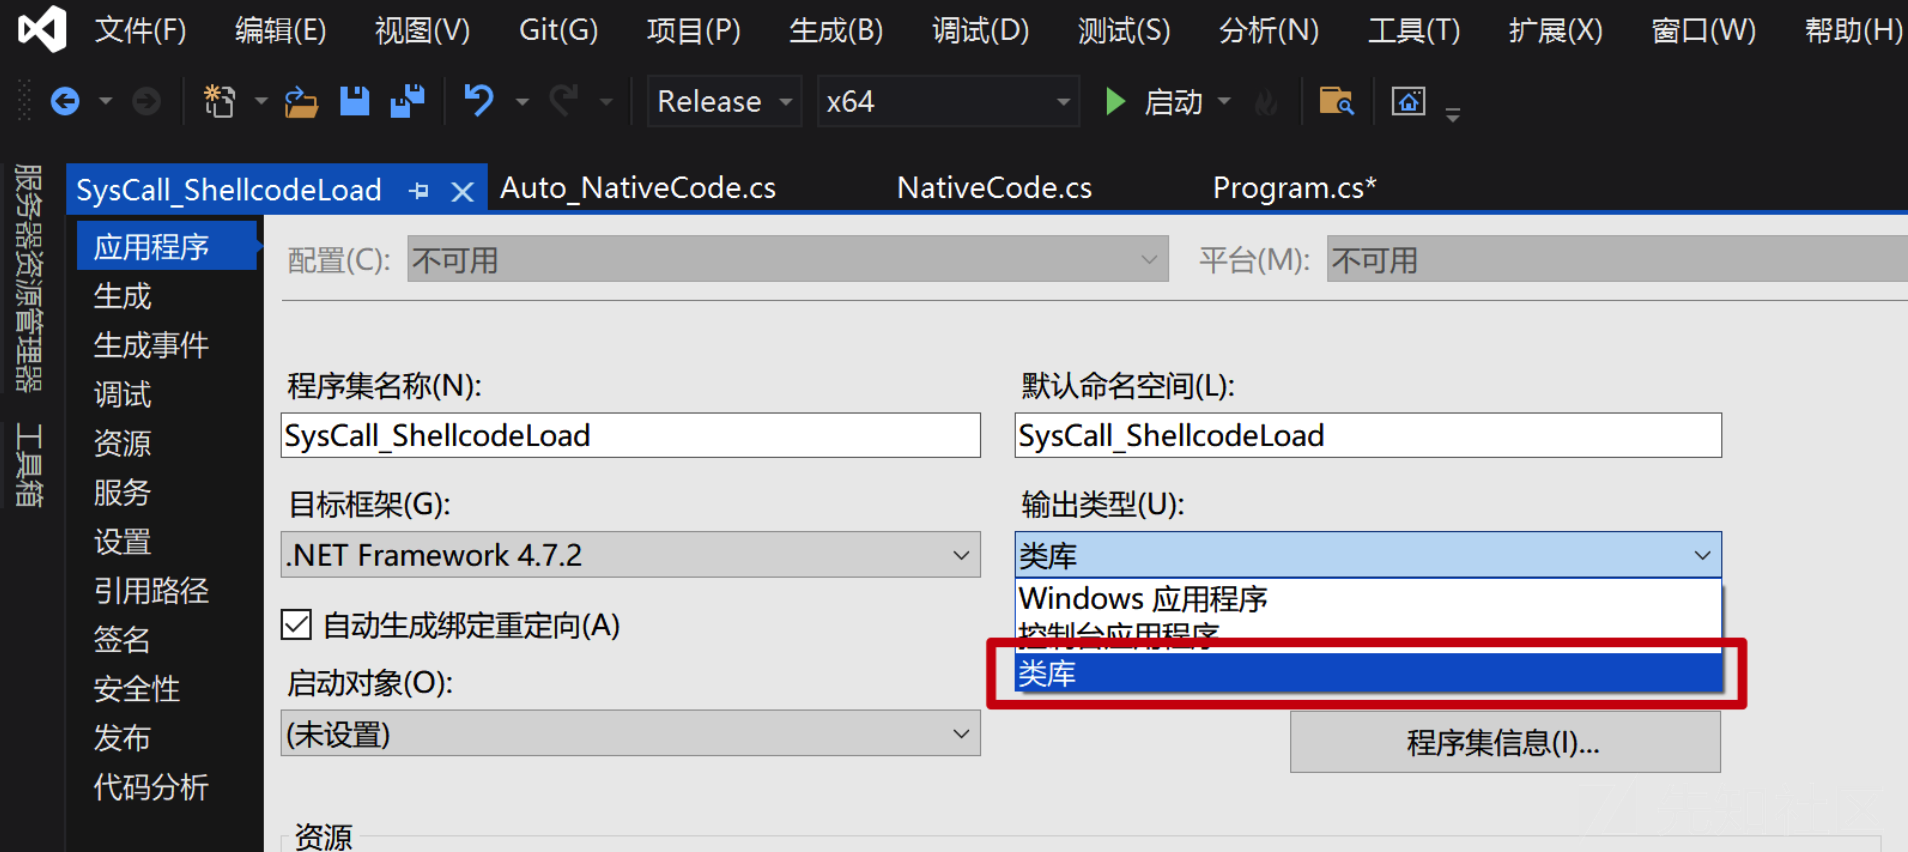 文件(F) 编辑(E) 视图(V) Git(G) 项目(P) 生成(B) 调试(D) 测试(S) 分析(N) 工具(T) 扩展(X) 窗口(W) 帮助(H)
Release x64 启动
服务器资源管理器
工具箱
SysCall_ShellcodeLoad Auto_NativeCode.cs NativeCode.cs Program.cs*
应用程序
生成
生成事件
调试
资源
服务
设置
引用路径
签名
安全性
发布
代码分析
配置(C): 不可用 平台(M): 不可用
程序集名称(N): 默认命名空间(L):
SysCall_ShellcodeLoad SysCall_ShellcodeLoad
目标框架(G): 输出类型(U):
.NET Framework 4.7.2 类库
Windows 应用程序
自动生成绑定重定向(A) 控制台应用程序
启动对象(O): 类库
(未设置) 程序集信息(I)...
资源